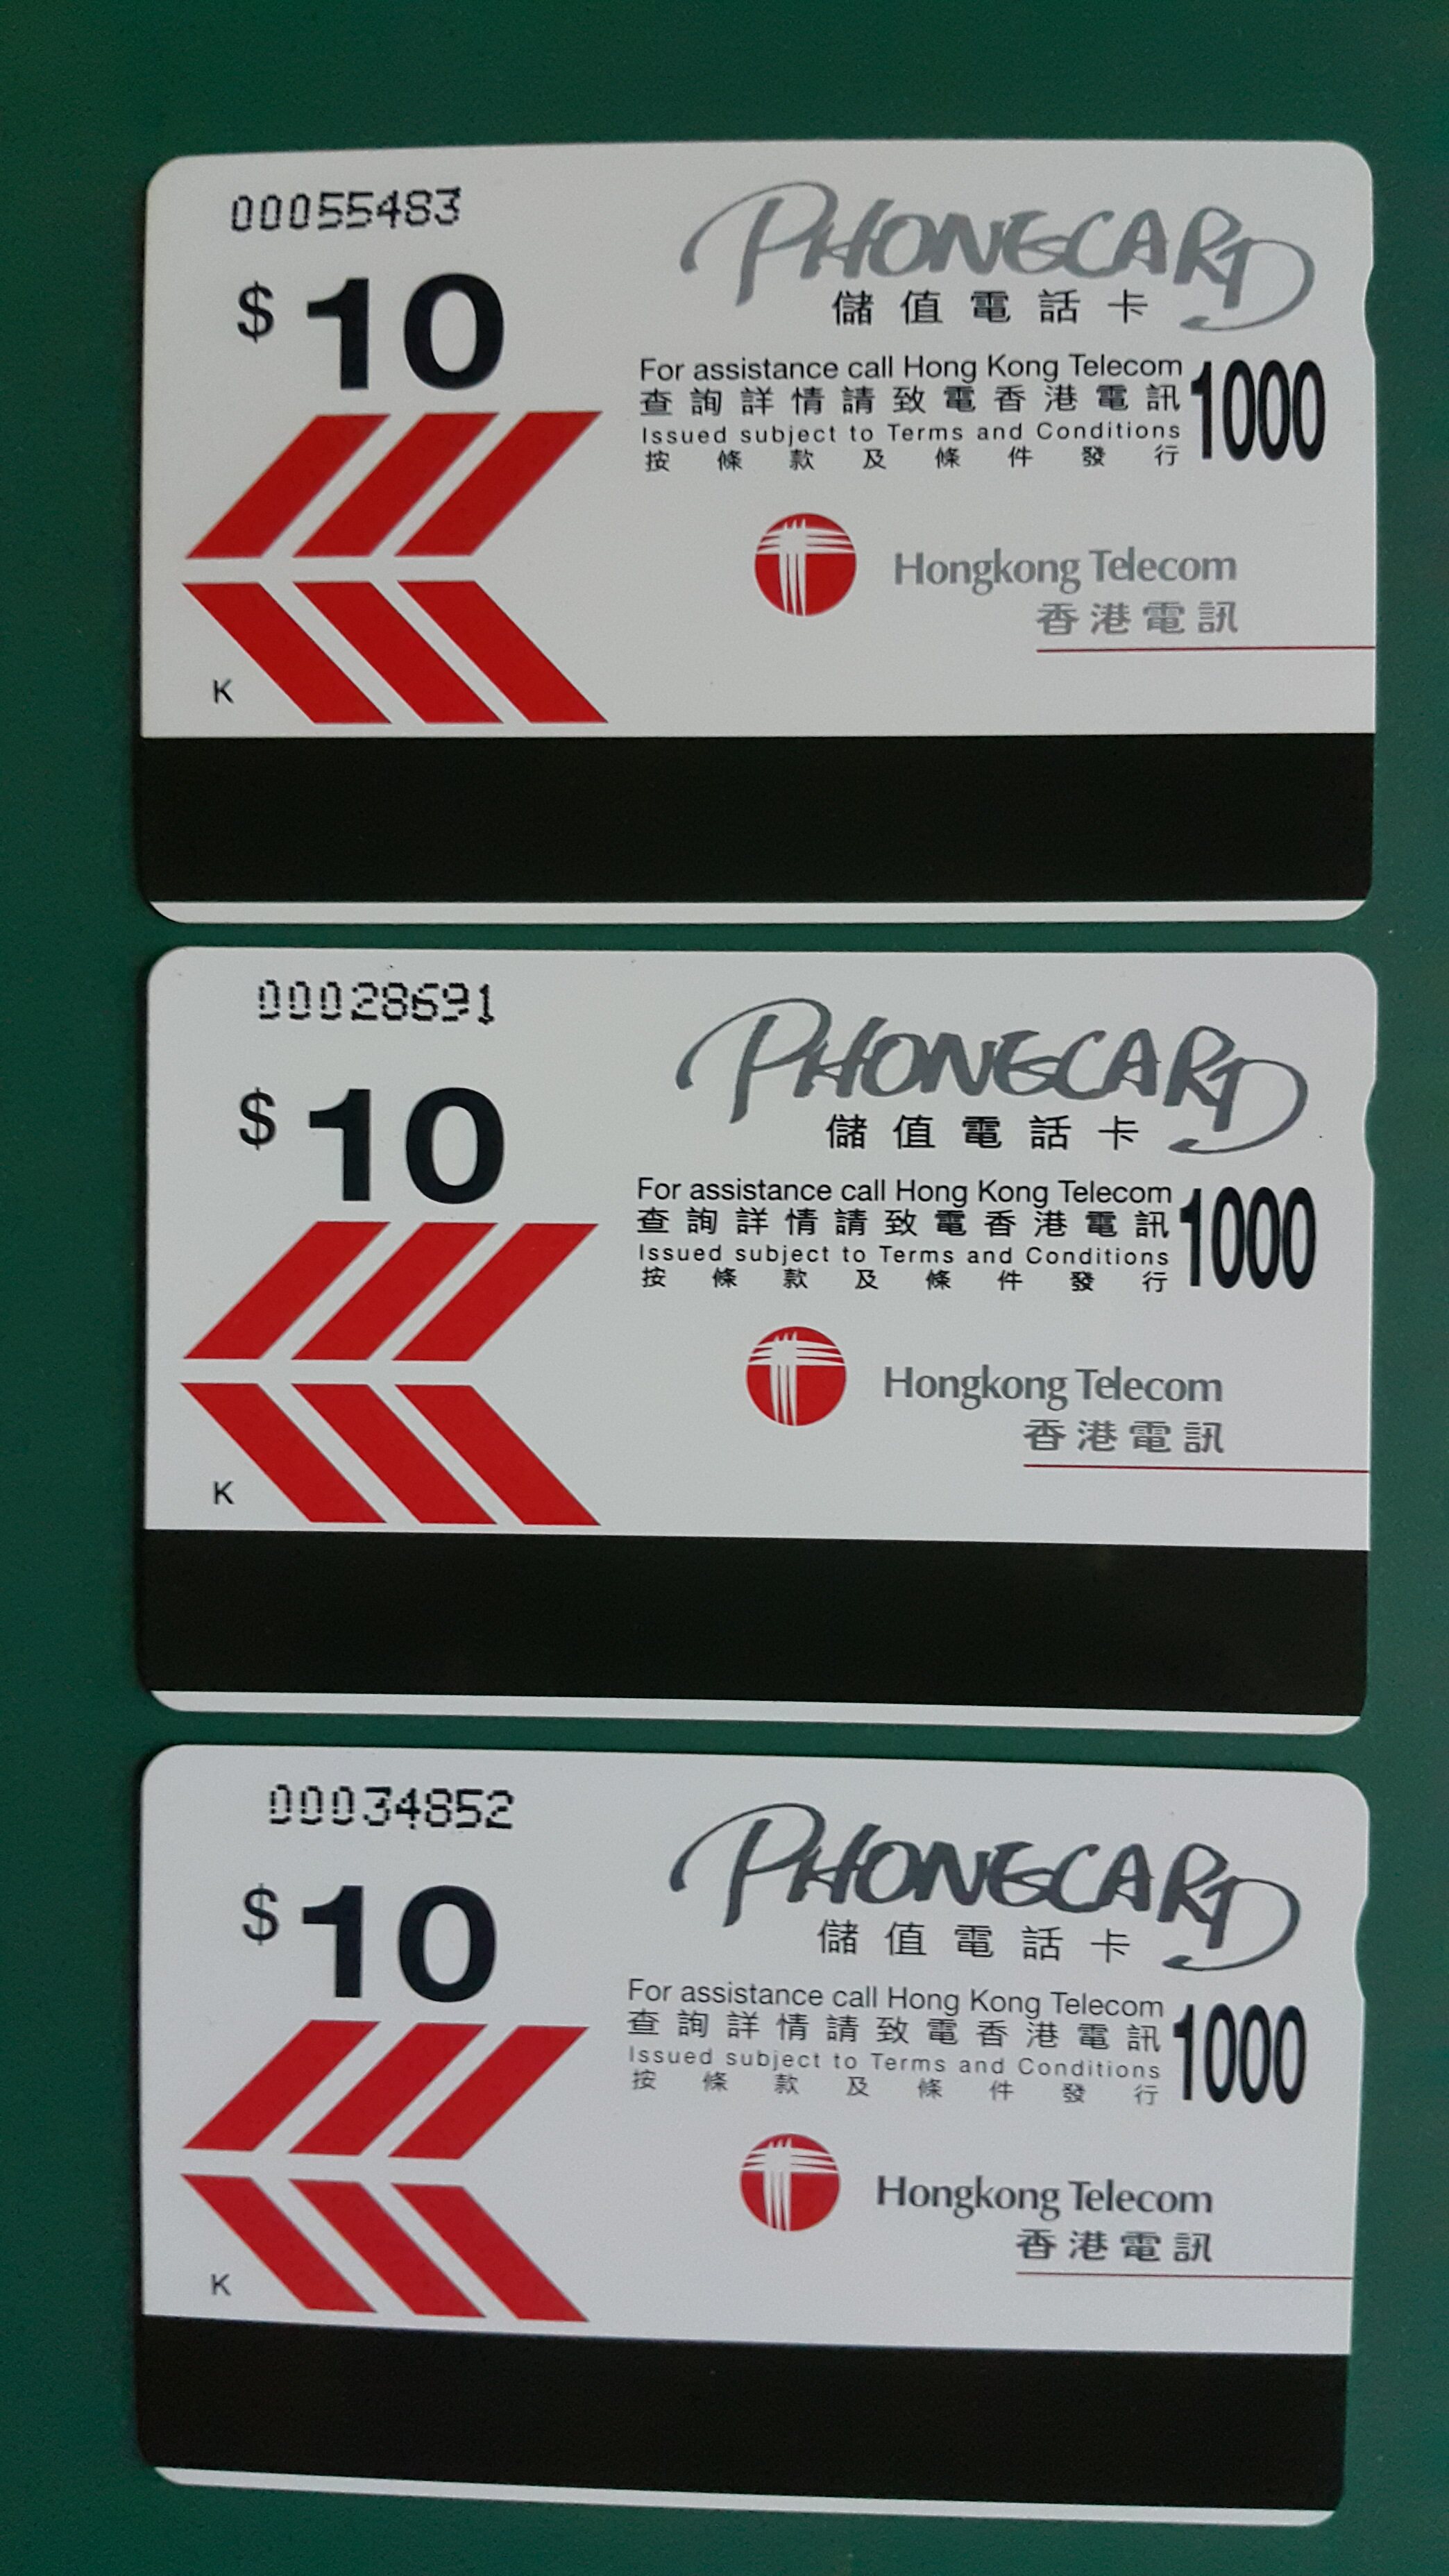 00055483
PHONECARD
$10
儲值電話卡
For assistance call Hong Kong Telecom 1000
查詢詳情請致電香港電訊
Issued subject to Terms and Conditions
按條款及條件發行
Hongkong Telecom
香港電訊
K
00028691
PHONECARD
$10
儲值電話卡
For assistance call Hong Kong Telecom 1000
查詢詳情請致電香港電訊
Issued subject to Terms and Conditions
按條款及條件發行
Hongkong Telecom
香港電訊
K
00034852
PHONECARD
$10
儲值電話卡
For assistance call Hong Kong Telecom 1000
查詢詳情請致電香港電訊
Issued subject to Terms and Conditions
按條款及條件發行
Hongkong Telecom
香港電訊
K